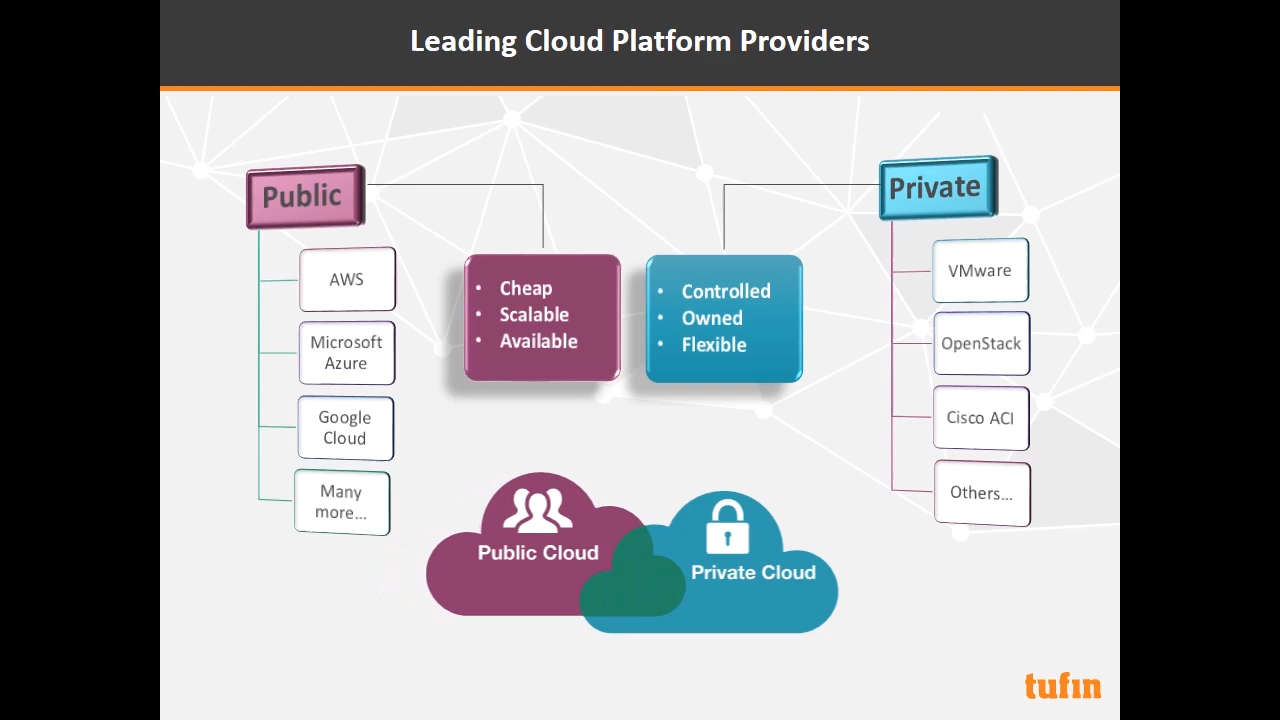 Leading Cloud Platform Providers
Public
AWS
Microsoft
Azure
Google
Cloud
Many
more...
• Cheap
• Scalable
• Available
• Controlled
• Owned
• Flexible
Private
VMware
OpenStack
Cisco ACI
Others...
Public Cloud
Private Cloud
tufin